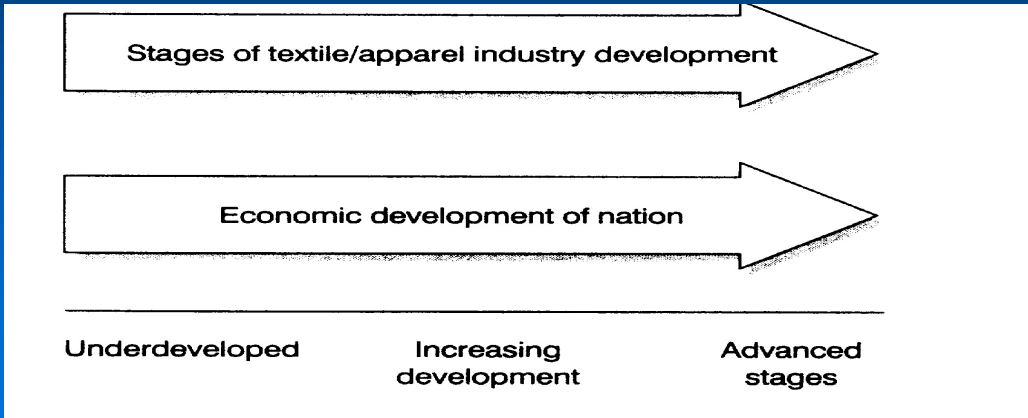 Stages of textile/apparel industry development
Economic development of nation
Underdeveloped
Increasing
development
Advanced
stages